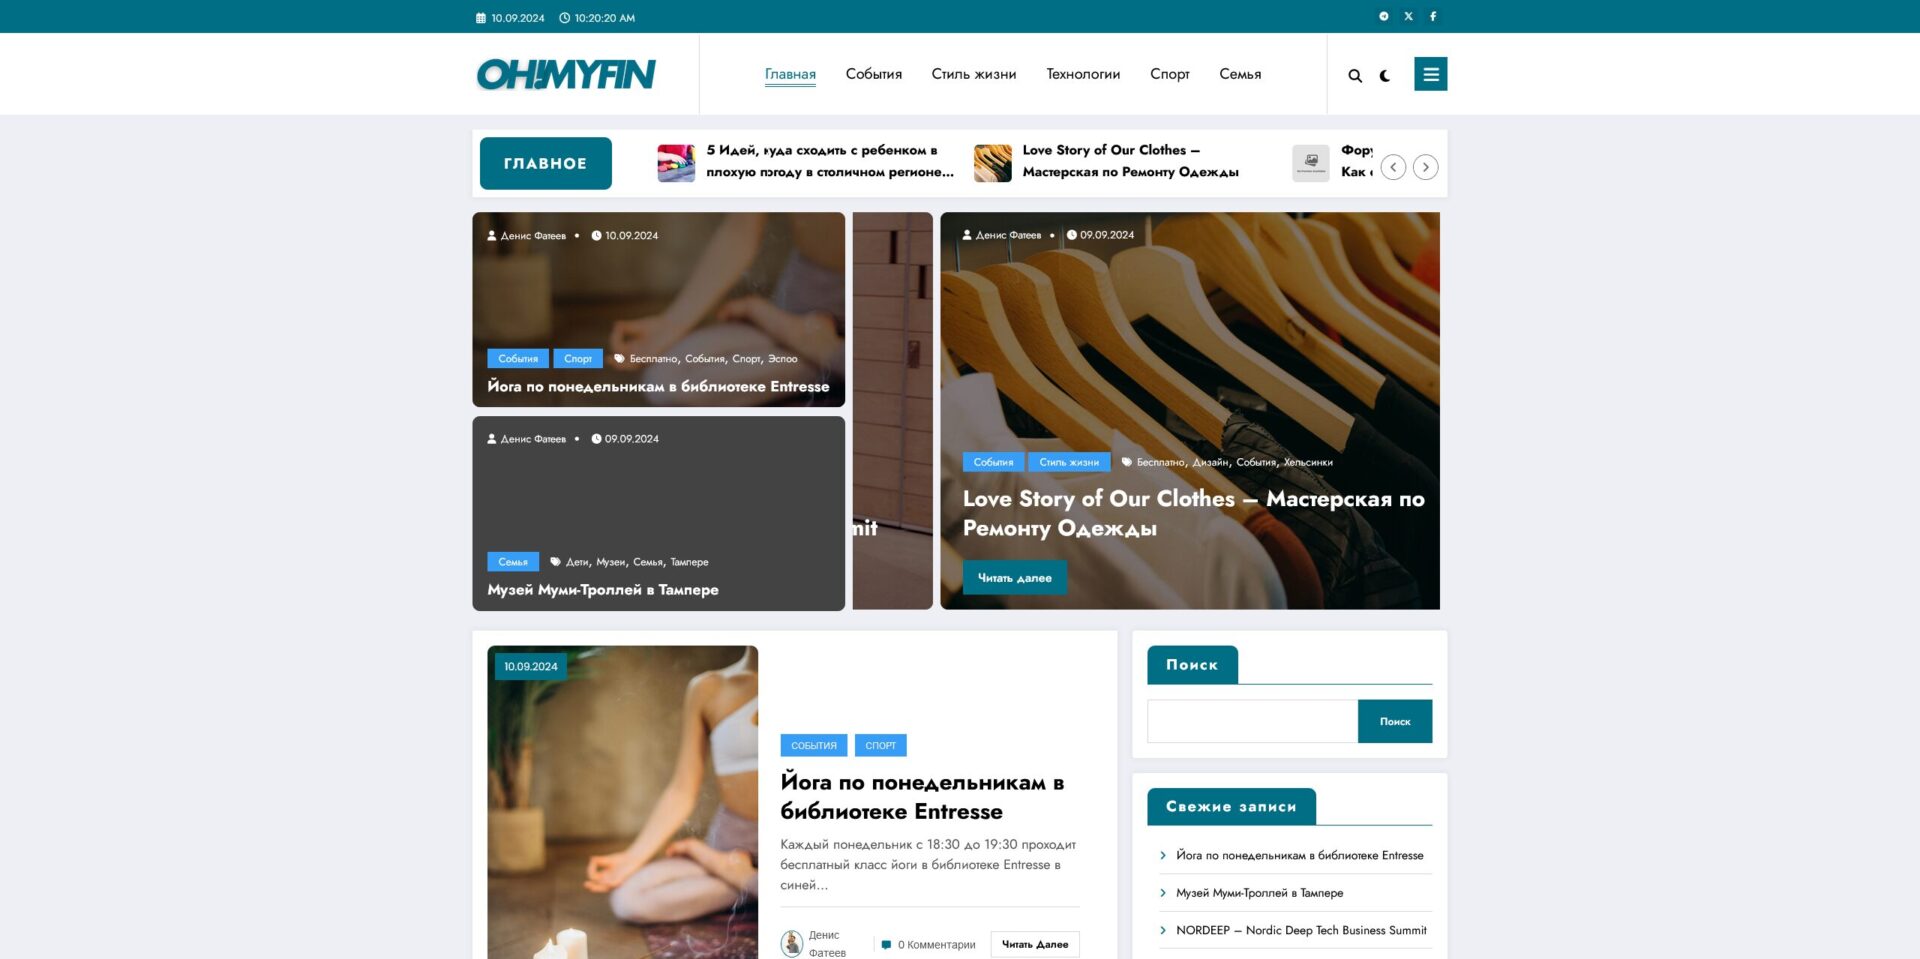 10.09.2024 10:20:20 AM
OH!MYFIN
Главная События Стиль жизни Технологии Спорт Семья
ГЛАВНОЕ
5 Идей, куда сходить с ребенком в
плохую погоду в столичном регионе...
Love Story of Our Clothes –
Мастерская по Ремонту Одежды
Как
Денис Фатеев • 10.09.2024
События Спорт Бесплатно, События, Спорт, Эспоо
Йога по понедельникам в библиотеке Entresse
Денис Фатеев • 09.09.2024
Семья Дети, Музеи, Семья, Тампере
Музей Муми-Троллей в Тампере
mit
Денис Фатеев • 09.09.2024
События Стиль жизни Бесплатно, Дизайн, События, Хельсинки
Love Story of Our Clothes – Мастерская по
Ремонту Одежды
Читать далее
10.09.2024
СОБЫТИЯ СПОРТ
Йога по понедельникам в
библиотеке Entresse
Каждый понедельник с 18:30 до 19:30 проходит
бесплатный класс йоги в библиотеке Entresse в
синей...
Денис
Фатеев
0 Комментарии
Читать Далее
Поиск
Поиск
Свежие записи
Йога по понедельникам в библиотеке Entresse
Музей Муми-Троллей в Тампере
NORDEEP – Nordic Deep Tech Business Summit